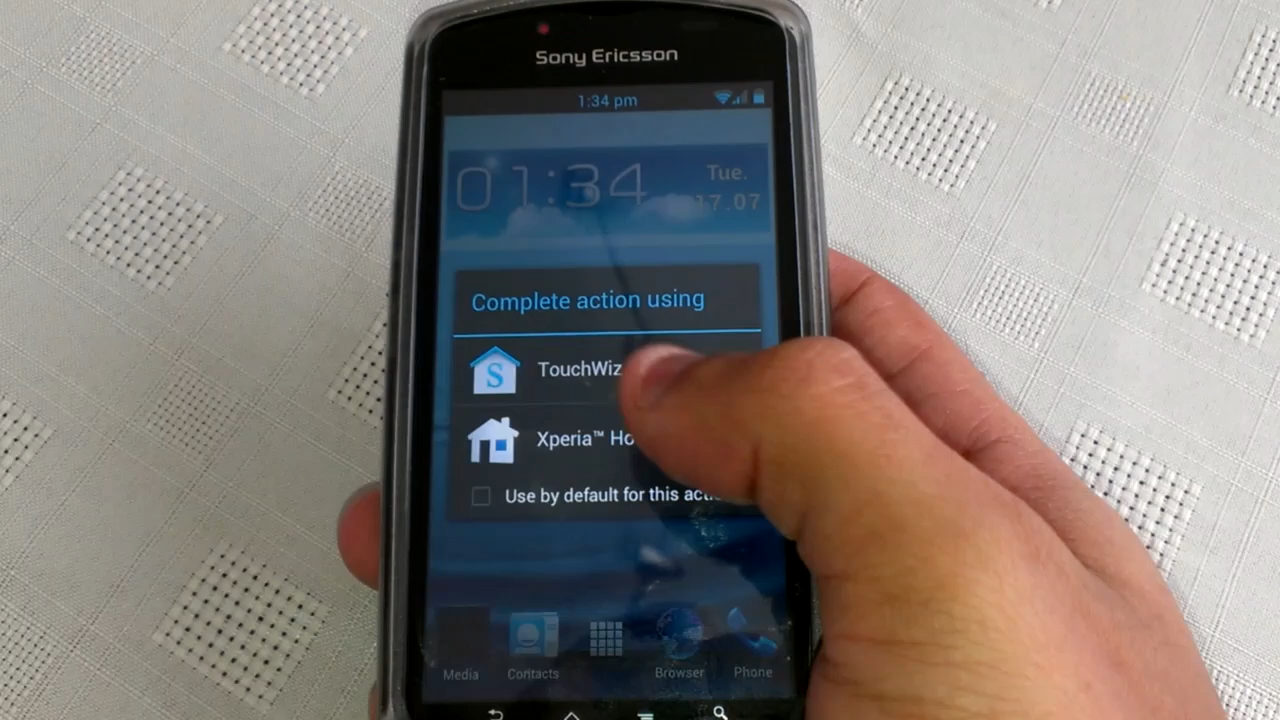 Sony Ericsson
1:34 pm
01:34
Tue.
17.07
Complete action using
S
TouchWiz
Xperia™ Ho
Use by default for this acti
Media
Contacts
Browser
Phone